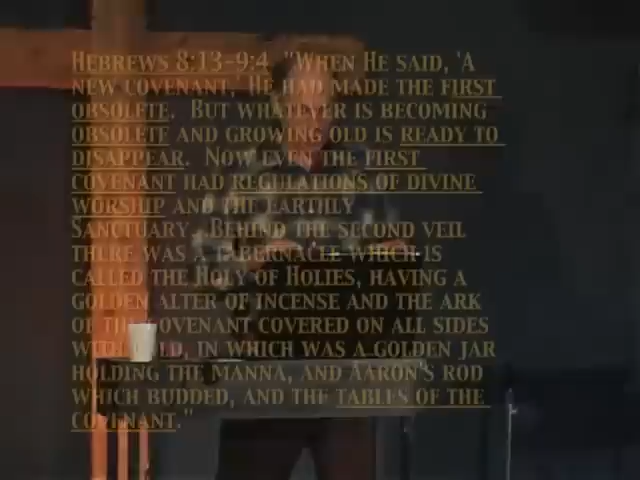 Hebrews 8:13-9:4 "When He said, 'A
new covenant,' He had made the first
obsolete. But whatever is becoming
obsolete and growing old is ready to
disappear. Now even the first
covenant had regulations of divine
worship and the earthly
Sanctuary. Behind the second veil
there was a tabernacle which is
called the Holy of Holies, having a
golden alter of incense and the ark
of the covenant covered on all sides
with gold, in which was a golden jar
holding the manna, and Aaron's rod
which budded, and the tables of the
covenant."